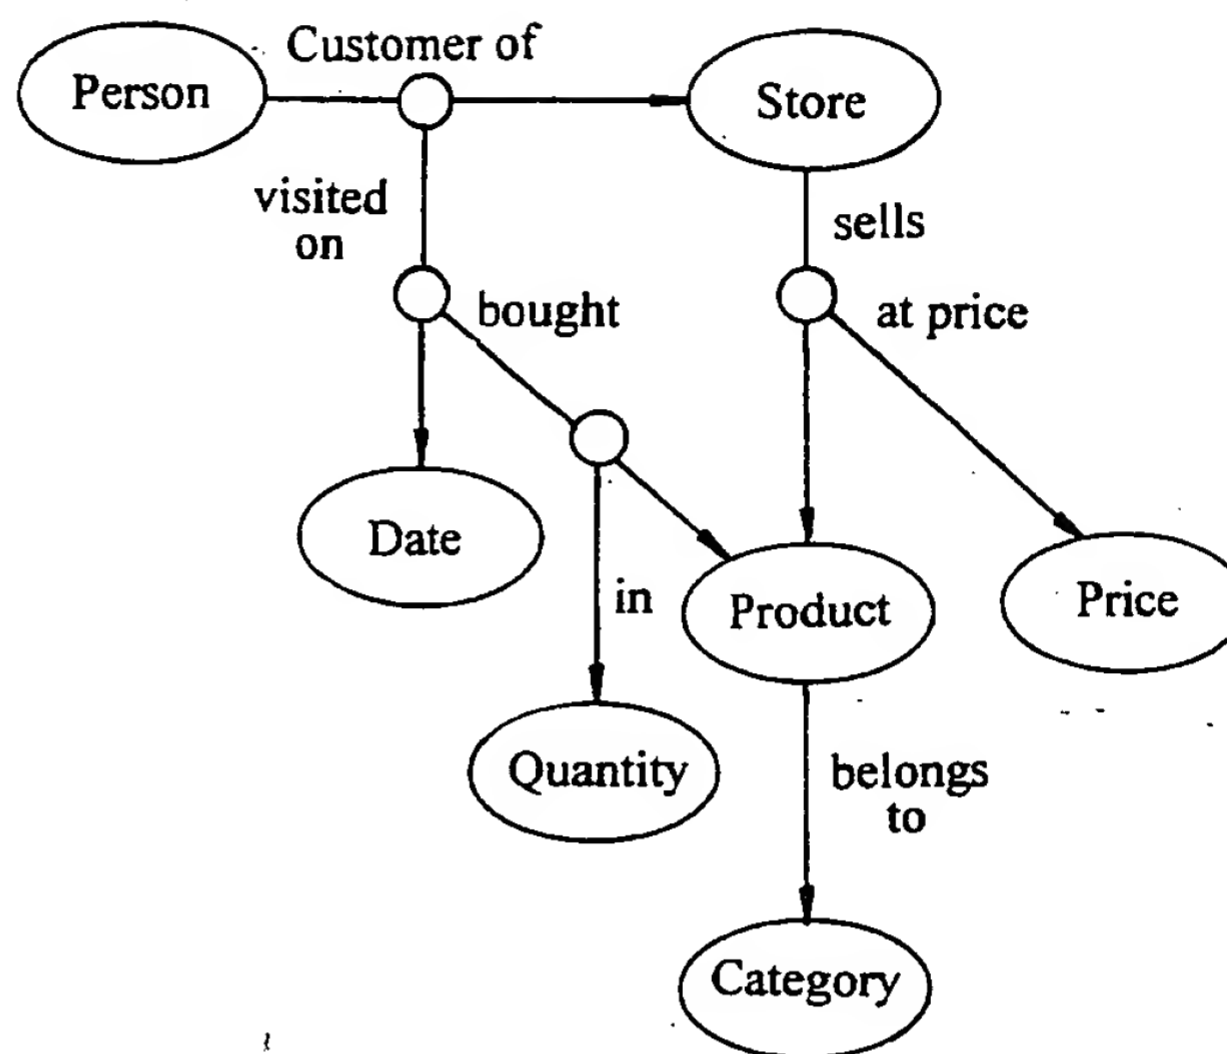 Customer of
Person
Store
visited
on
sells
bought
at price
Date
in
Product
Price
Quantity
belongs
to
Category